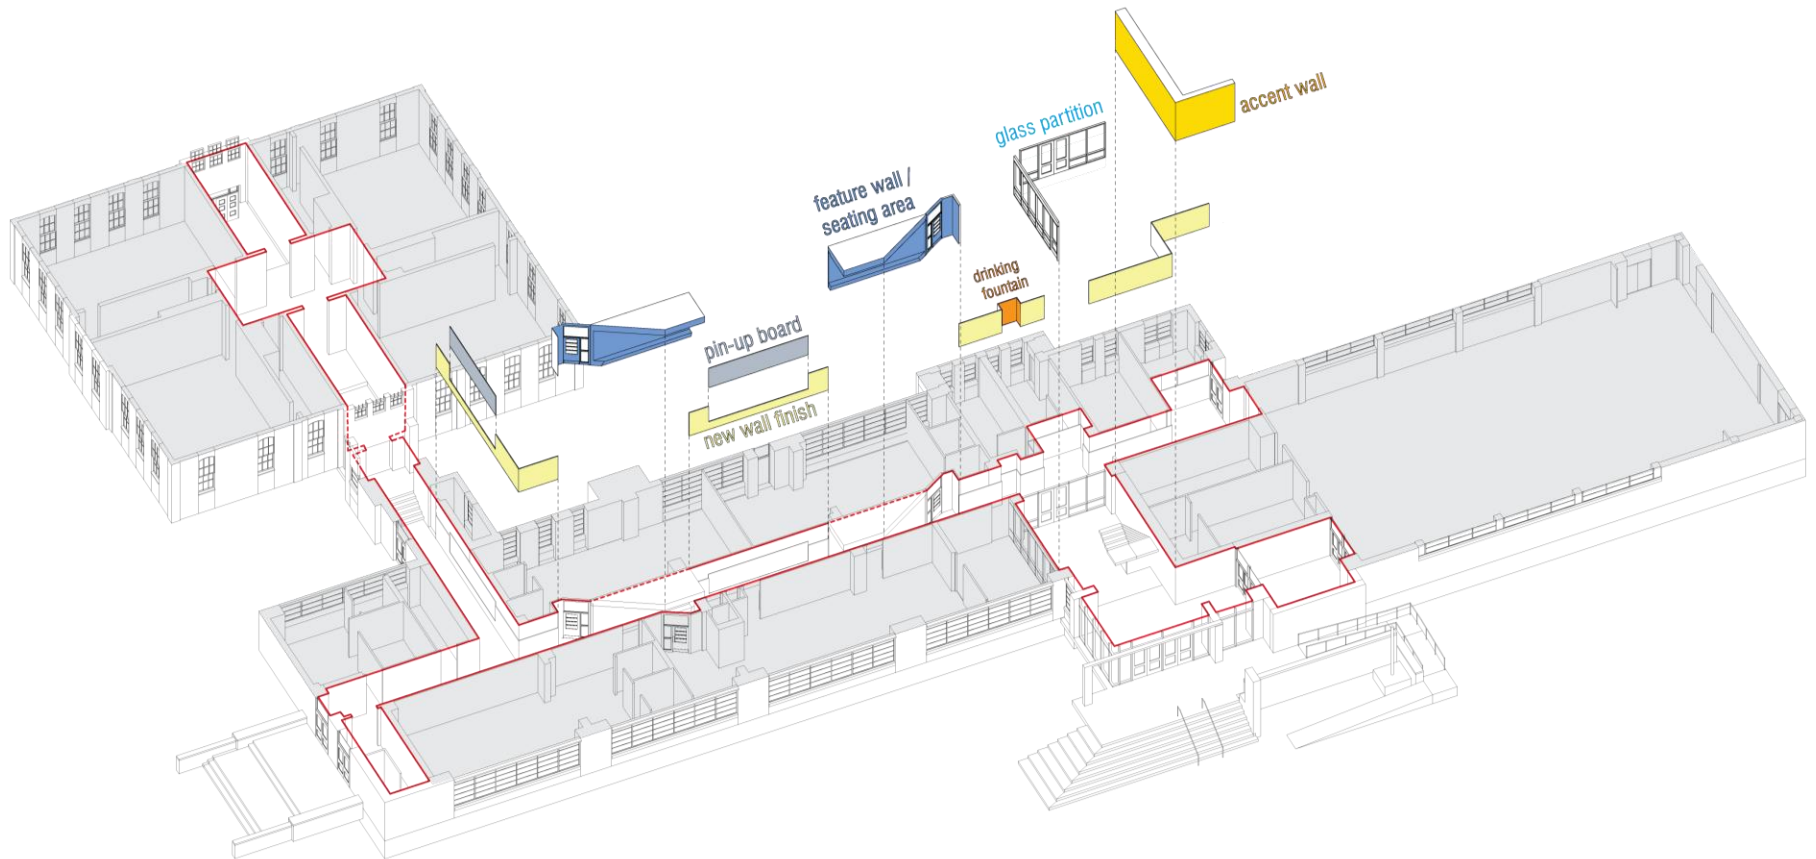 accent wall
glass partition
feature wall /
seating area
drinking
fountain
pin-up board
new wall finish